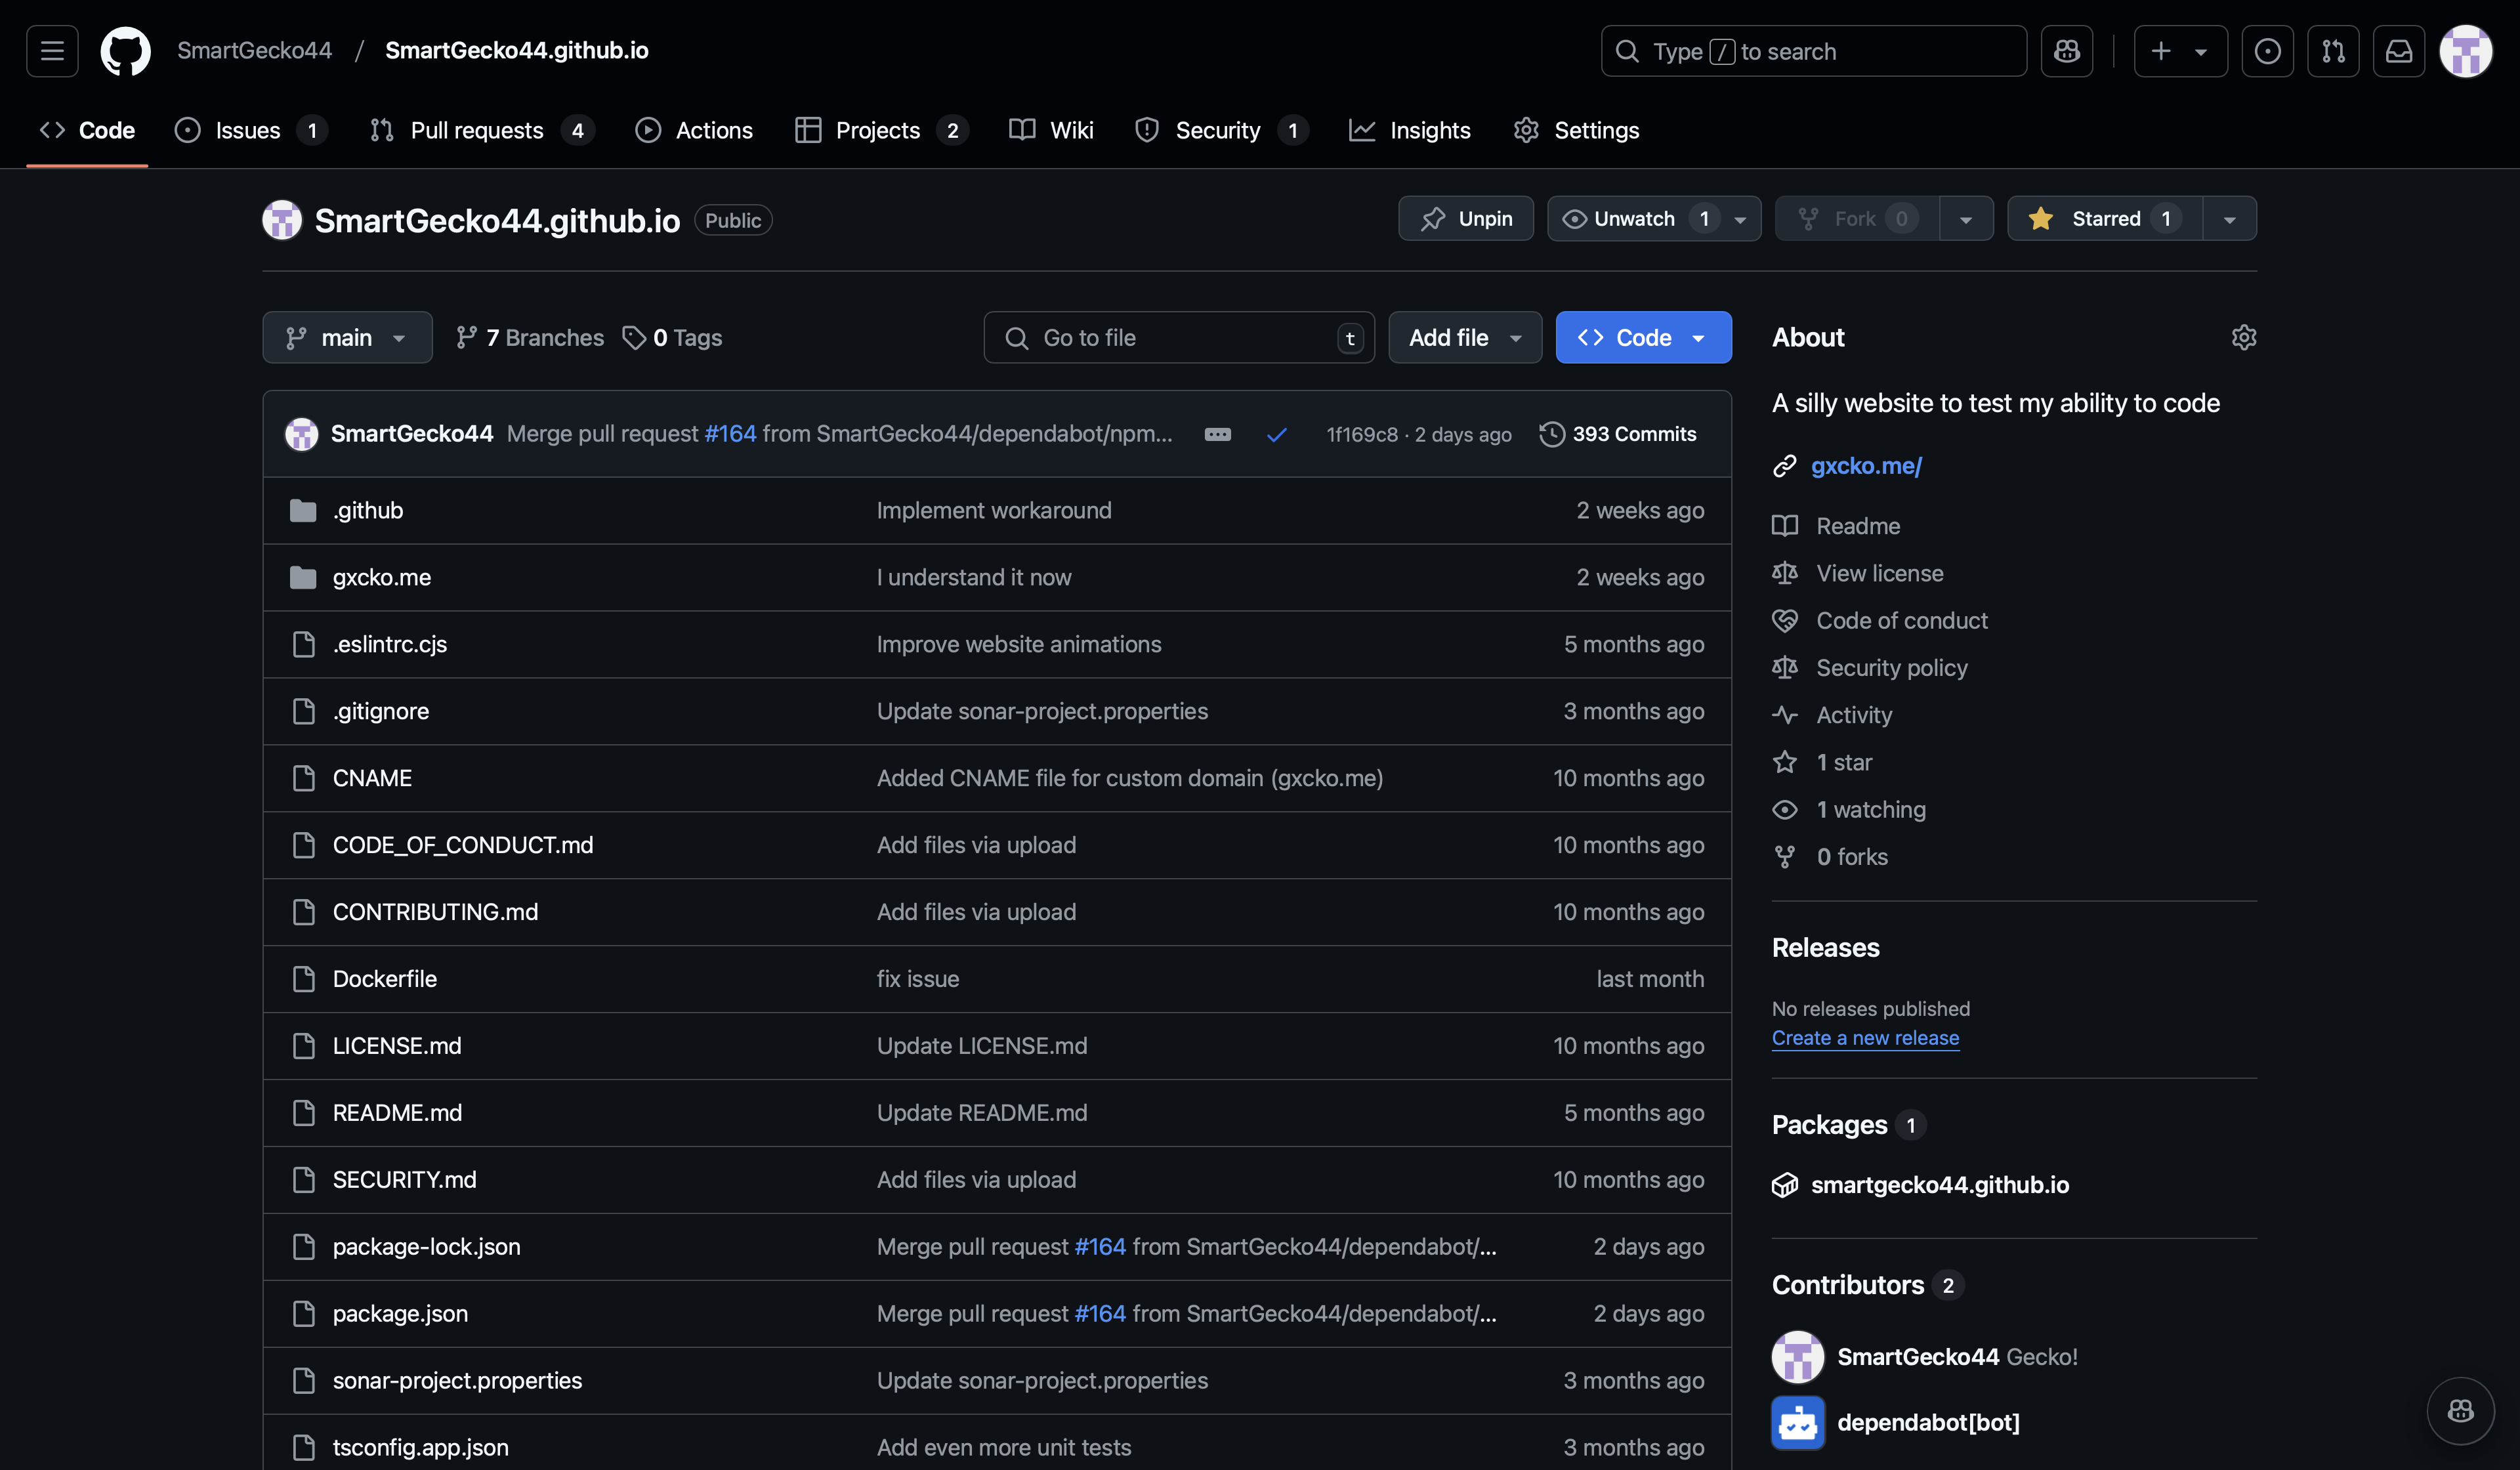 SmartGecko44 / SmartGecko44.github.io
Type / to search
Code Issues 1 Pull requests 4 Actions Projects 2 Wiki Security 1 Insights Settings
SmartGecko44.github.io Public
Unpin Unwatch 1 Fork 0 Starred 1
main 7 Branches 0 Tags
Go to file t Add file Code
SmartGecko44 Merge pull request #164 from SmartGecko44/dependabot/npm... 1f169c8 · 2 days ago 393 Commits
.github Implement workaround 2 weeks ago
gxcko.me I understand it now 2 weeks ago
.eslintrc.cjs Improve website animations 5 months ago
.gitignore Update sonar-project.properties 3 months ago
CNAME Added CNAME file for custom domain (gxcko.me) 10 months ago
CODE_OF_CONDUCT.md Add files via upload 10 months ago
CONTRIBUTING.md Add files via upload 10 months ago
Dockerfile fix issue last month
LICENSE.md Update LICENSE.md 10 months ago
README.md Update README.md 5 months ago
SECURITY.md Add files via upload 10 months ago
package-lock.json Merge pull request #164 from SmartGecko44/dependabot/... 2 days ago
package.json Merge pull request #164 from SmartGecko44/dependabot/... 2 days ago
sonar-project.properties Update sonar-project.properties 3 months ago
tsconfig.app.json Add even more unit tests 3 months ago
About
A silly website to test my ability to code
gxcko.me/
Readme
View license
Code of conduct
Security policy
Activity
1 star
1 watching
0 forks
Releases
No releases published
Create a new release
Packages 1
smartgecko44.github.io
Contributors 2
SmartGecko44 Gecko!
dependabot[bot]